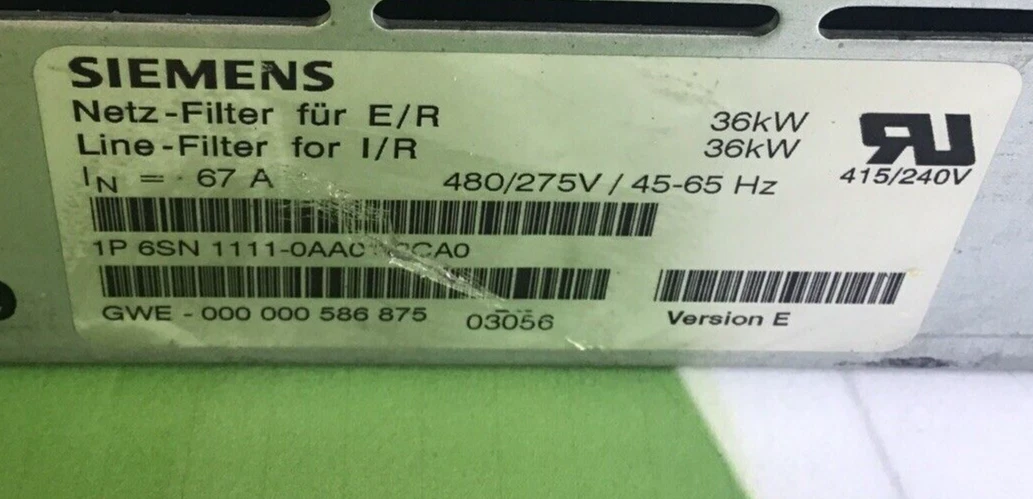 SIEMENS
Netz-Filter für E/R 36kW
Line-Filter for I/R 36kW
IN = 67 A 480/275V / 45-65 Hz 415/240V
1P 6SN 1111-0AA0
GWE - 000 000 586 875 03056 Version E